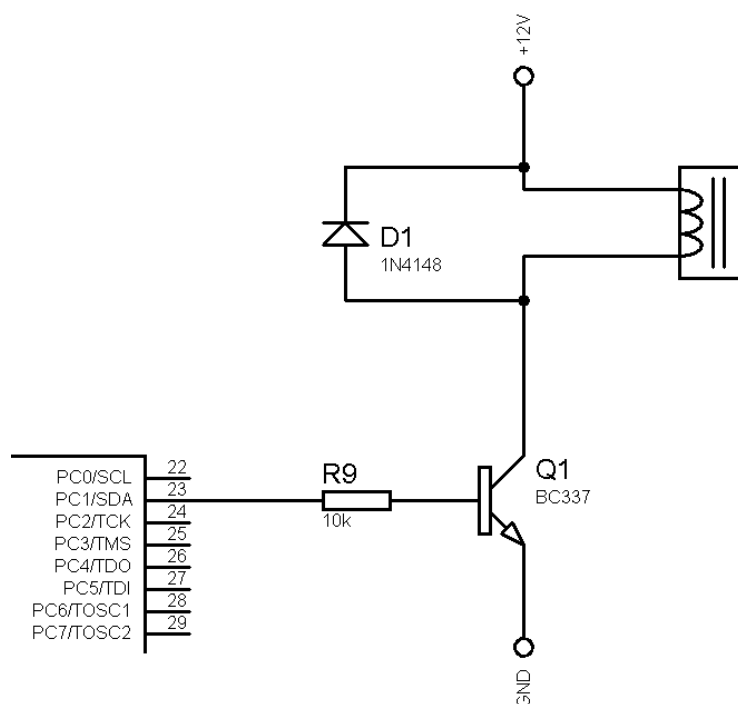 +12V
D1
1N4148
PC0/SCL 22
PC1/SDA 23
PC2/TCK 24
PC3/TMS 25
PC4/TDO 26
PC5/TDI 27
PC6/TOSC1 28
PC7/TOSC2 29
R9
10k
Q1
BC337
GND